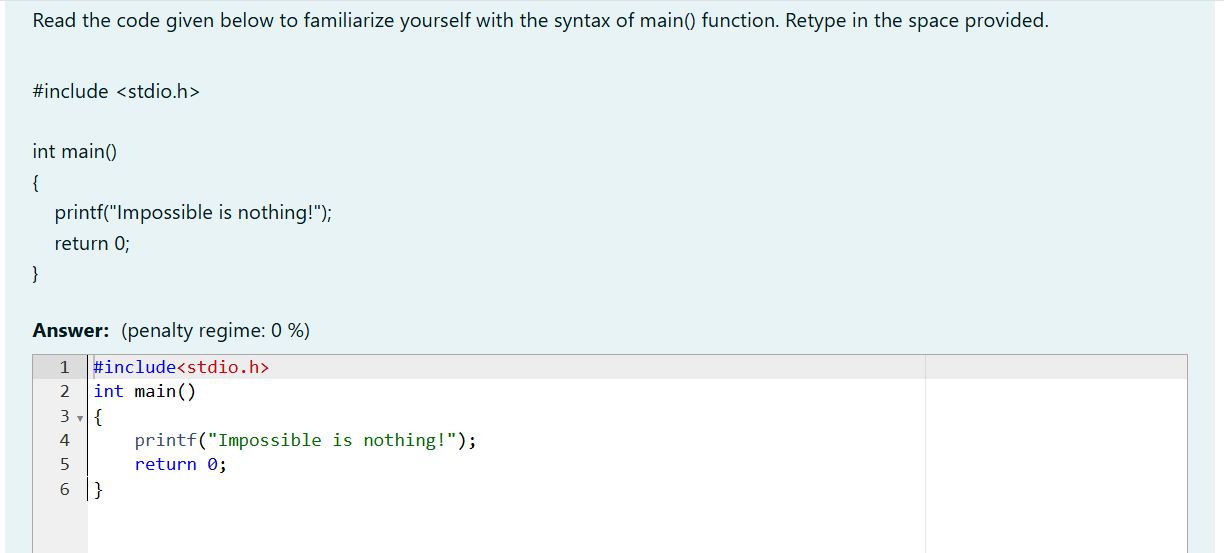 Read the code given below to familiarize yourself with the syntax of main() function. Retype in the space provided.
#include <stdio.h>
int main()
{
printf("Impossible is nothing!");
return 0;
}
Answer: (penalty regime: 0 %)
1 #include<stdio.h>
2 int main()
3 {
4 printf("Impossible is nothing!");
5 return 0;
6 }